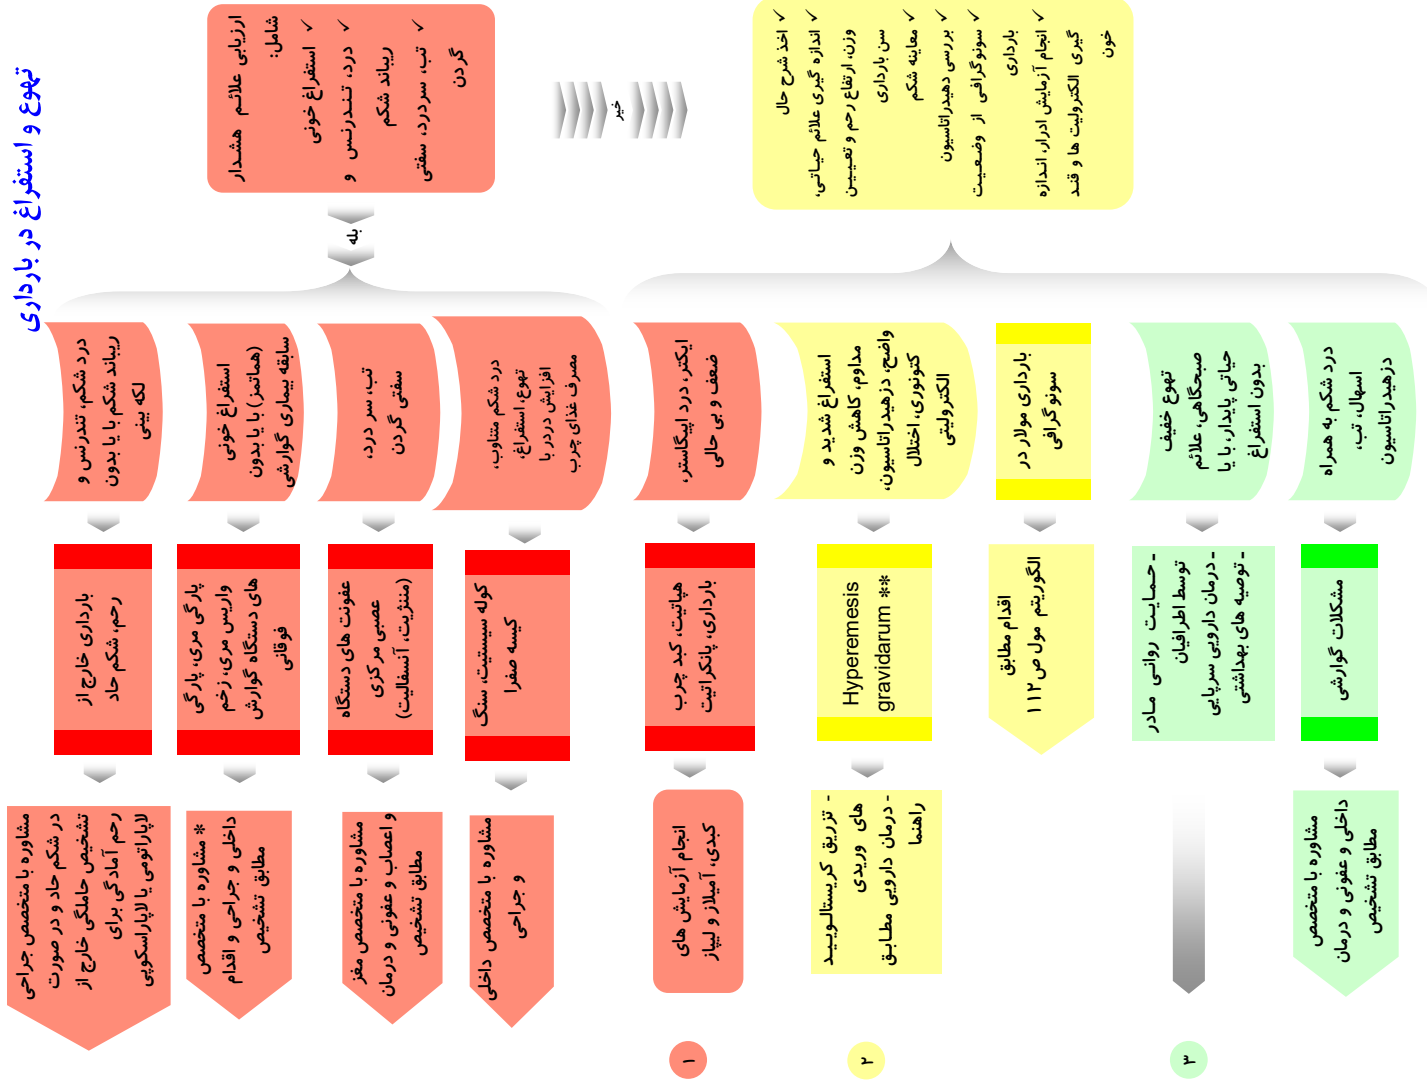 تهوع و استفراغ در بارداری
ارزیابی علائم هشدار
شامل:
✓ استفراغ خونی
✓ درد، تندرنس و
ریباند شکم
✓ تب، سردرد، سفتی
گردن
خیر
✓ اخذ شرح حال
✓ اندازه گیری علائم حیاتی،
وزن، ارتفاع رحم و تعیین
سن بارداری
✓ معاینه شکم
✓ بررسی دهیدراتاسیون
✓ سونوگرافی از وضعیت
بارداری
✓ انجام آزمایش ادرار، اندازه
گیری الکترولیت ها و قند
خون
بله
درد شکم، تندرنس و
ریباند شکم با یا بدون
لکه بینی
استفراغ خونی
(هماتمز) با یا بدون
سابقه بیماری گوارشی
تب، سر درد،
سفتی گردن
درد شکم متناوب،
تهوع، استفراغ،
افزایش درددر با
مصرف غذای چرب
ایکتر، درد اپیگاستر،
ضعف و بی حالی
استفراغ شدید و
مداوم، کاهش وزن
واضح، دزهیدراتاسیون،
کتونوری، اختلال
الکترولیتی
بارداری مولار در
سونوگرافی
تهوع خفیف
صبحگاهی، علائم
حیاتی پایدار، با یا
بدون استفراغ
درد شکم به همراه
اسهال، تب،
دزهیدراتاسیون
بارداری خارج از
رحم، شکم حاد
پارگی مری، پارگی
واریس مری، زخم
های دستگاه گوارش
فوقانی
عفونت های دستگاه
عصبی مرکزی
(مننژیت، آنسفالیت)
کوله سیستیت، سنگ
کیسه صفرا
هپاتیت، کبد چرب
بارداری، پانکراتیت
Hyperemesis
gravidarum **
اقدام مطابق
الگوریتم مول ص ۱۱۲
- حمایت روانی مادر
توسط اطرافیان
- درمان دارویی سرپایی
- توصیه های بهداشتی
مشکلات گوارشی
مشاوره با متخصص جراحی
در شکم حاد و در صورت
تشخیص حاملگی خارج از
رحم آمادگی برای
لاپاراتومی یا لاپاراسکوپی
* مشاوره با متخصص
داخلی و جراحی و اقدام
مطابق تشخیص
مشاوره با متخصص مغز
و اعصاب و عفونی و درمان
مطابق تشخیص
مشاوره با متخصص داخلی
و جراحی
انجام آزمایش های
کبدی، آمیلاز و لیپاز
- تزریق کریستالویید
های وریدی
- درمان دارویی مطابق
راهنما
مشاوره با متخصص
داخلی و عفونی و درمان
مطابق تشخیص
۱
۲
۳